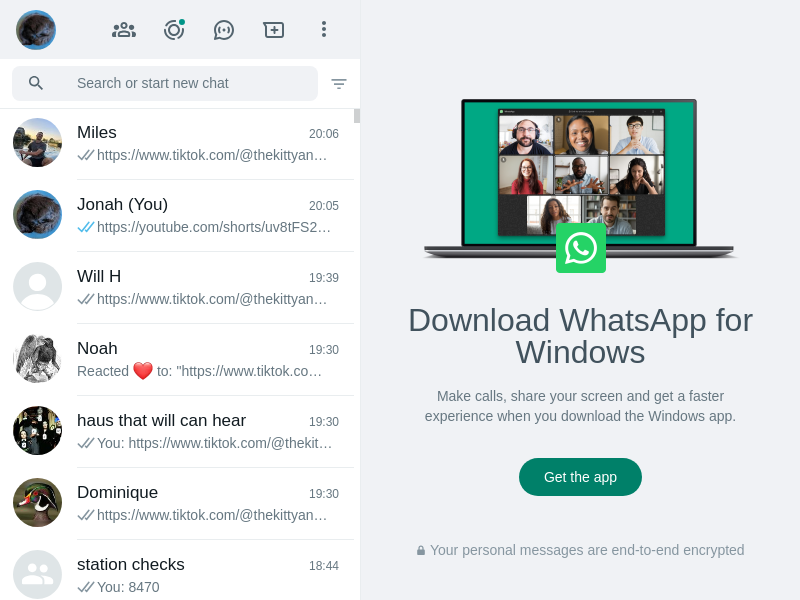 Search or start new chat
Miles 20:06
https://www.tiktok.com/@thekittyan…
Jonah (You) 20:05
https://youtube.com/shorts/uv8tFS2…
Will H 19:39
https://www.tiktok.com/@thekittyan…
Noah 19:30
Reacted ❤️ to: "https://www.tiktok.co…
haus that will can hear 19:30
You: https://www.tiktok.com/@thekit…
Dominique 19:30
https://www.tiktok.com/@thekittyan…
station checks 18:44
You: 8470
Download WhatsApp for
Windows
Make calls, share your screen and get a faster
experience when you download the Windows app.
Get the app
Your personal messages are end-to-end encrypted